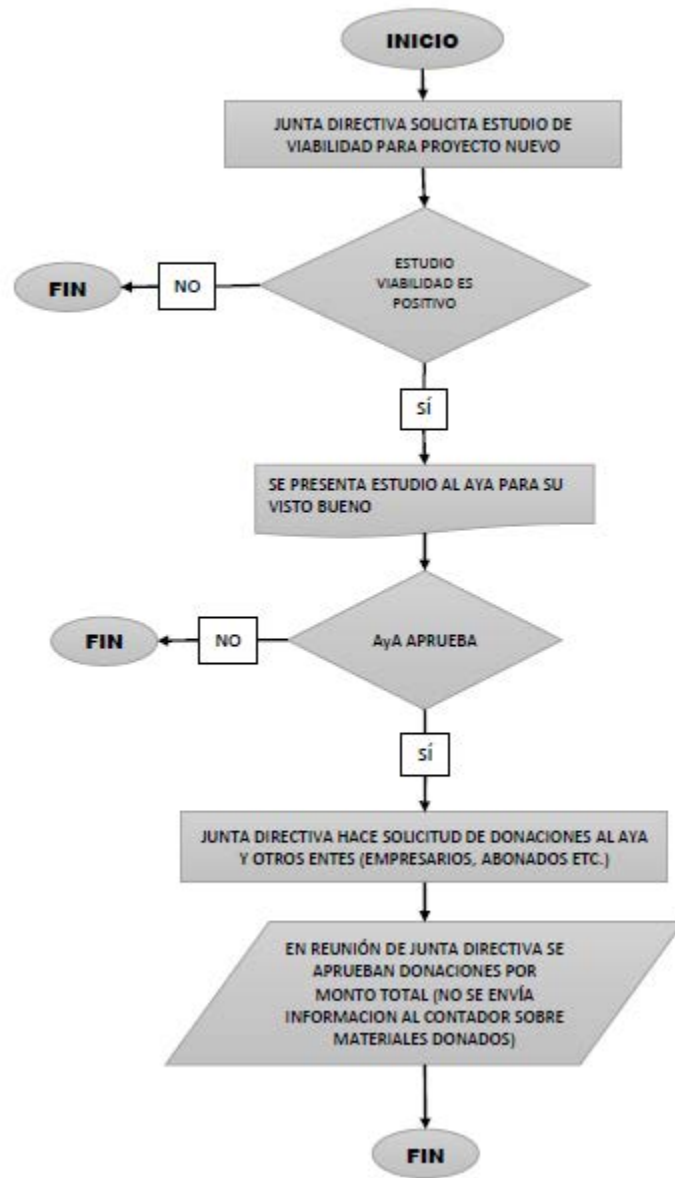 INICIO
JUNTA DIRECTIVA SOLICITA ESTUDIO DE
VIABILIDAD PARA PROYECTO NUEVO
ESTUDIO
VIABILIDAD ES
POSITIVO
NO
FIN
SÍ
SE PRESENTA ESTUDIO AL AYA PARA SU
VISTO BUENO
AyA APRUEBA
NO
FIN
SÍ
JUNTA DIRECTIVA HACE SOLICITUD DE DONACIONES AL AYA
Y OTROS ENTES (EMPRESARIOS, ABONADOS ETC.)
EN REUNIÓN DE JUNTA DIRECTIVA SE
APRUEBAN DONACIONES POR
MONTO TOTAL (NO SE ENVÍA
INFORMACION AL CONTADOR SOBRE
MATERIALES DONADOS)
FIN